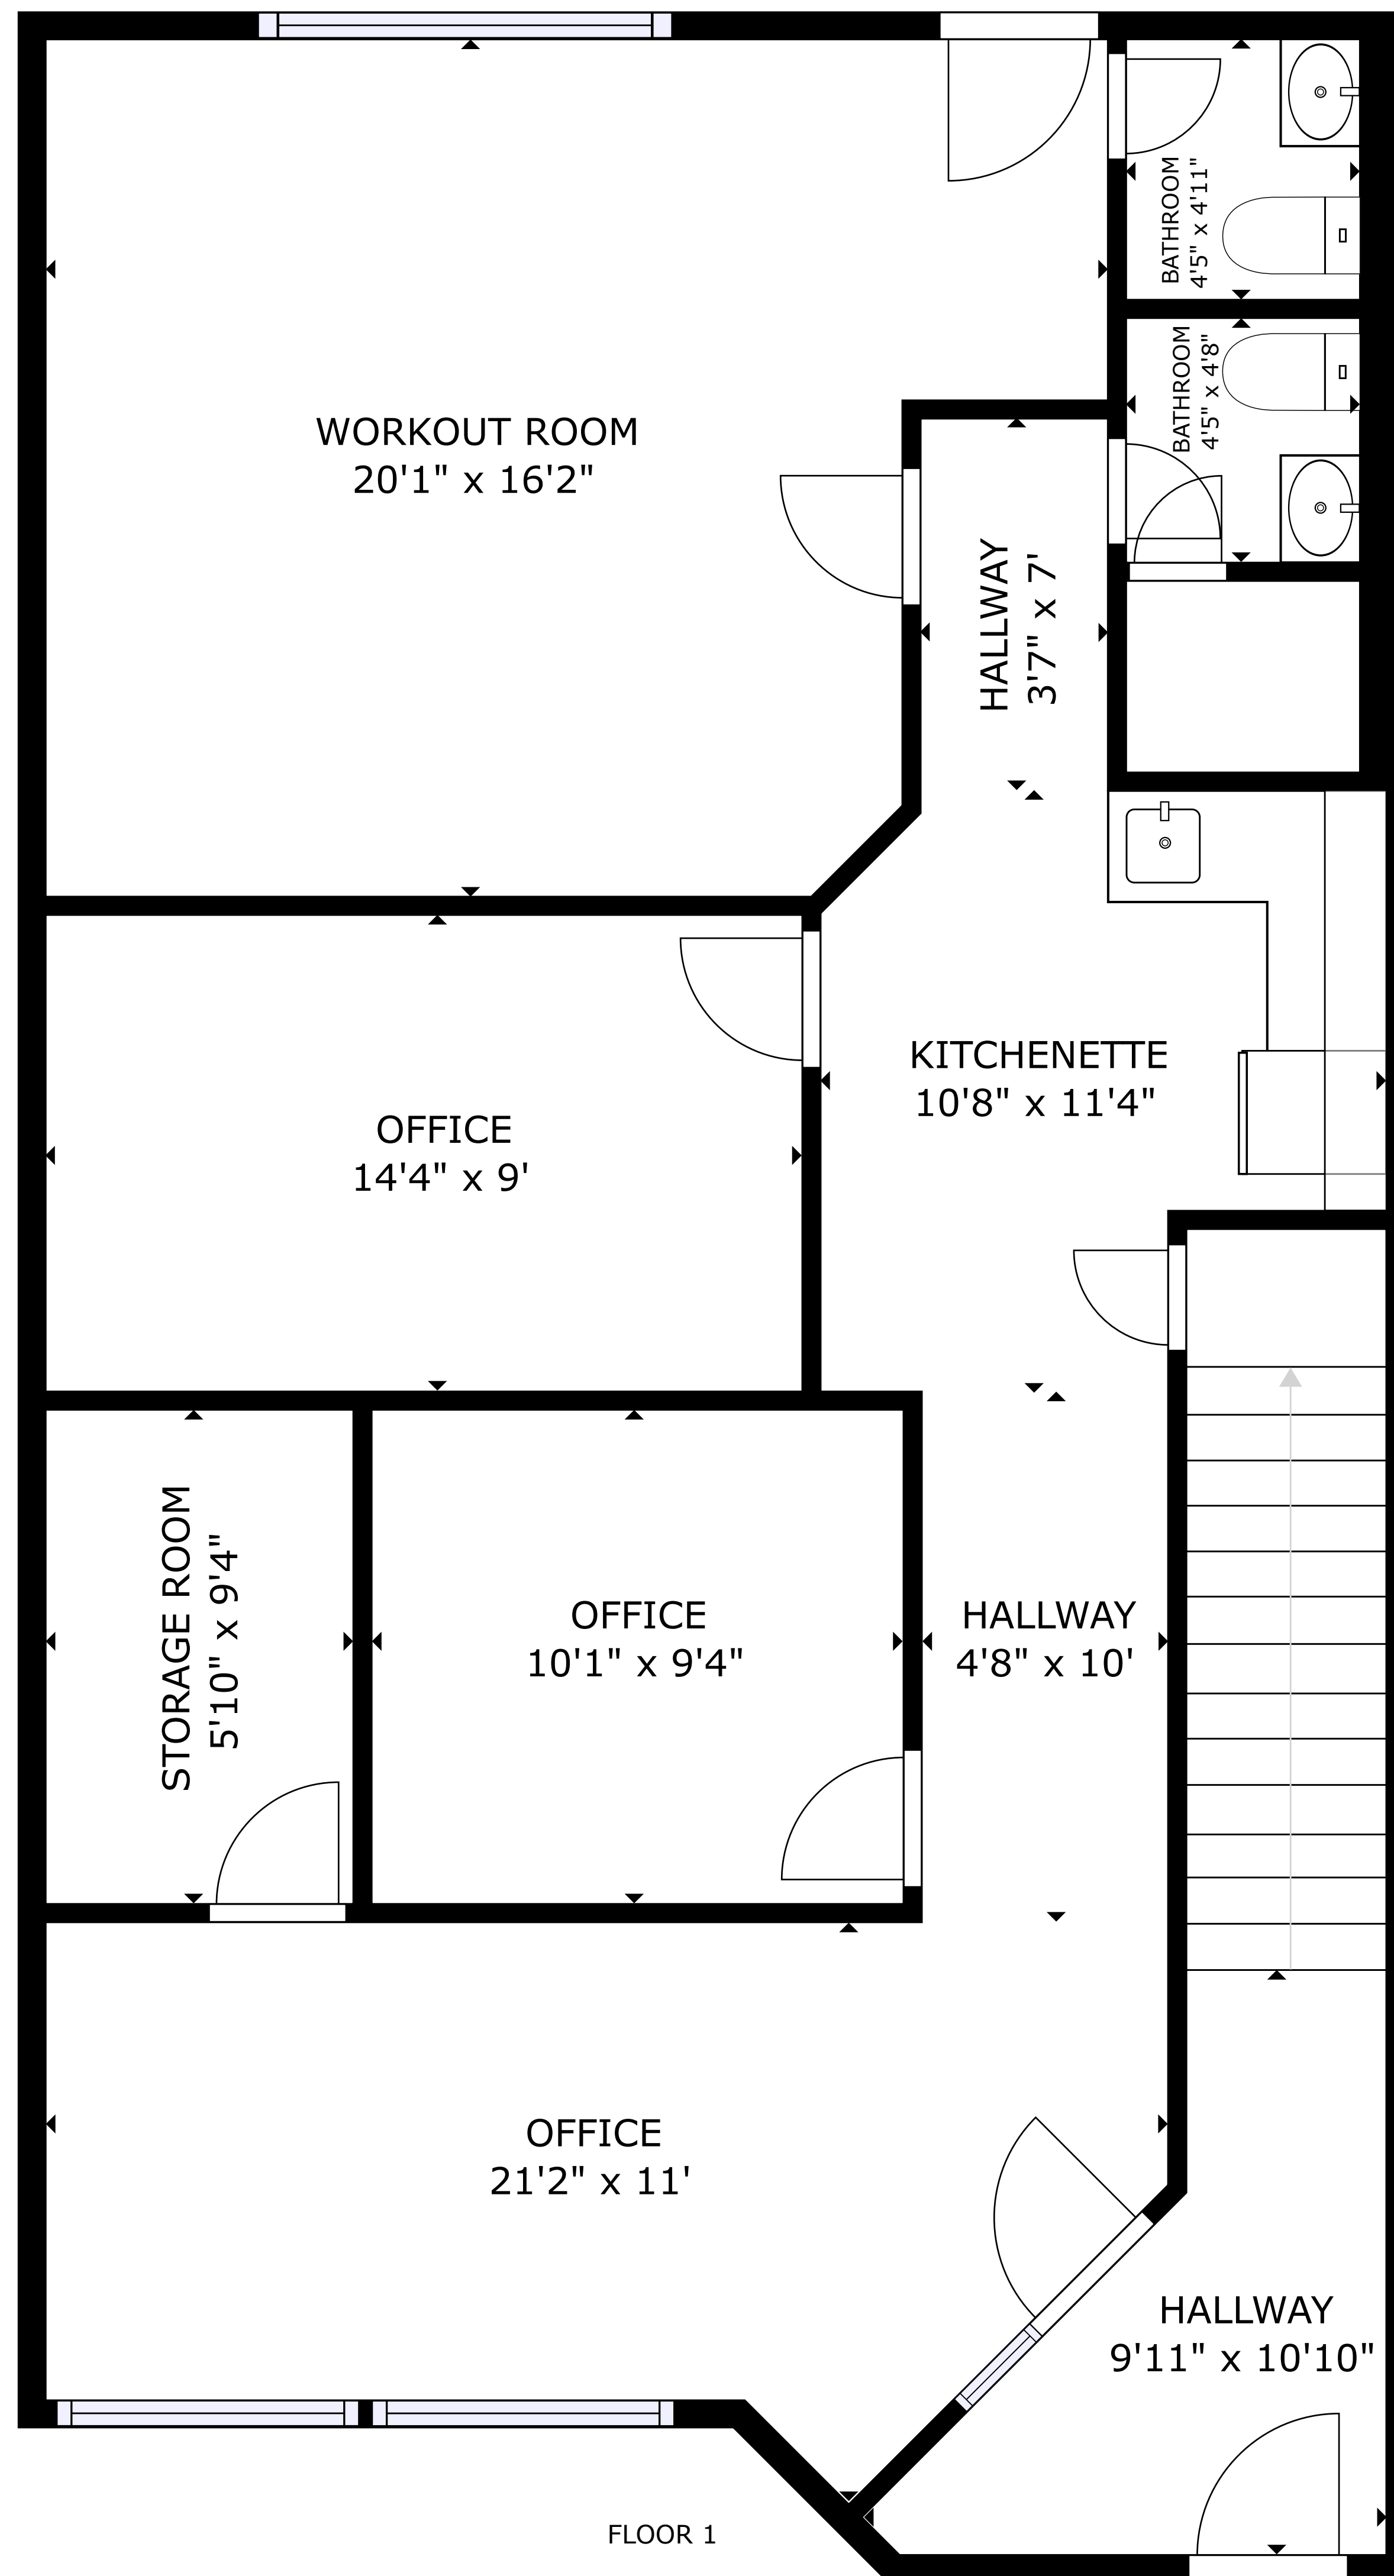 BATHROOM
4'5" x 4'11"
BATHROOM
4'5" x 4'8"
WORKOUT ROOM
20'1" x 16'2"
HALLWAY
3'7" x 7'
KITCHENETTE
10'8" x 11'4"
OFFICE
14'4" x 9'
STORAGE ROOM
5'10" x 9'4"
OFFICE
10'1" x 9'4"
HALLWAY
4'8" x 10'
OFFICE
21'2" x 11'
HALLWAY
9'11" x 10'10"
FLOOR 1